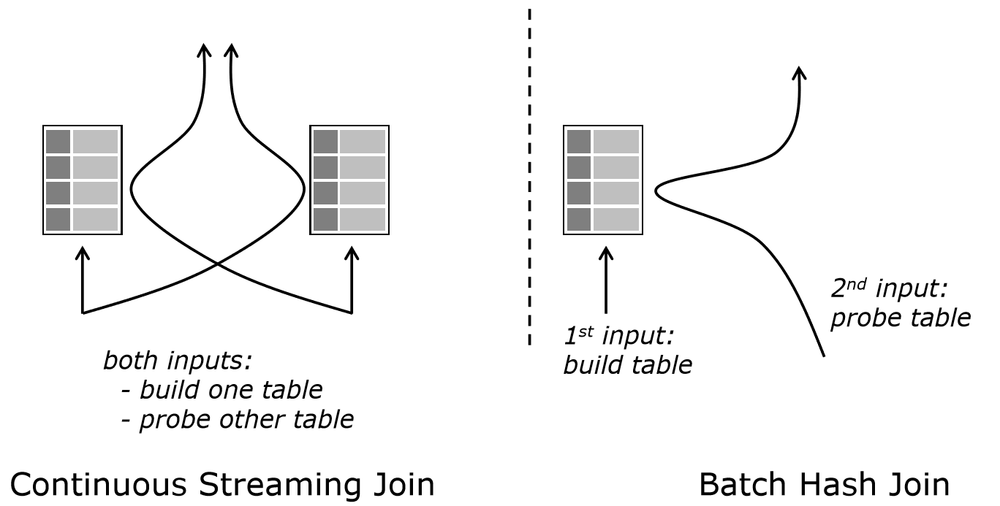 both inputs:
- build one table
- probe other table
Continuous Streaming Join
1st input:
build table
2nd input:
probe table
Batch Hash Join